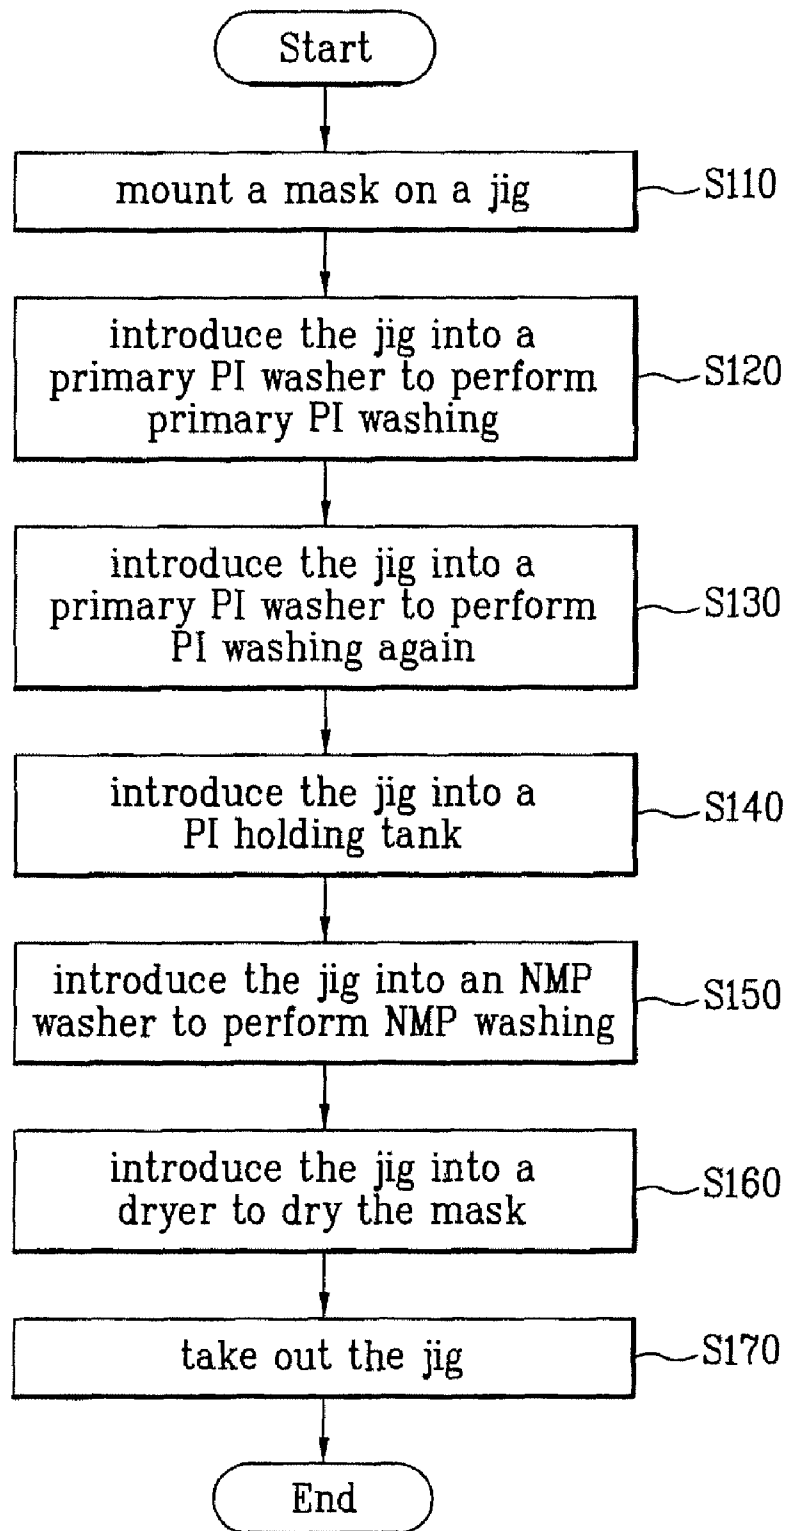 Start
mount a mask on a jig
S110
introduce the jig into a
primary PI washer to perform
primary PI washing
S120
introduce the jig into a
primary PI washer to perform
PI washing again
S130
introduce the jig into a
PI holding tank
S140
introduce the jig into an NMP
washer to perform NMP washing
S150
introduce the jig into a
dryer to dry the mask
S160
take out the jig
S170
End